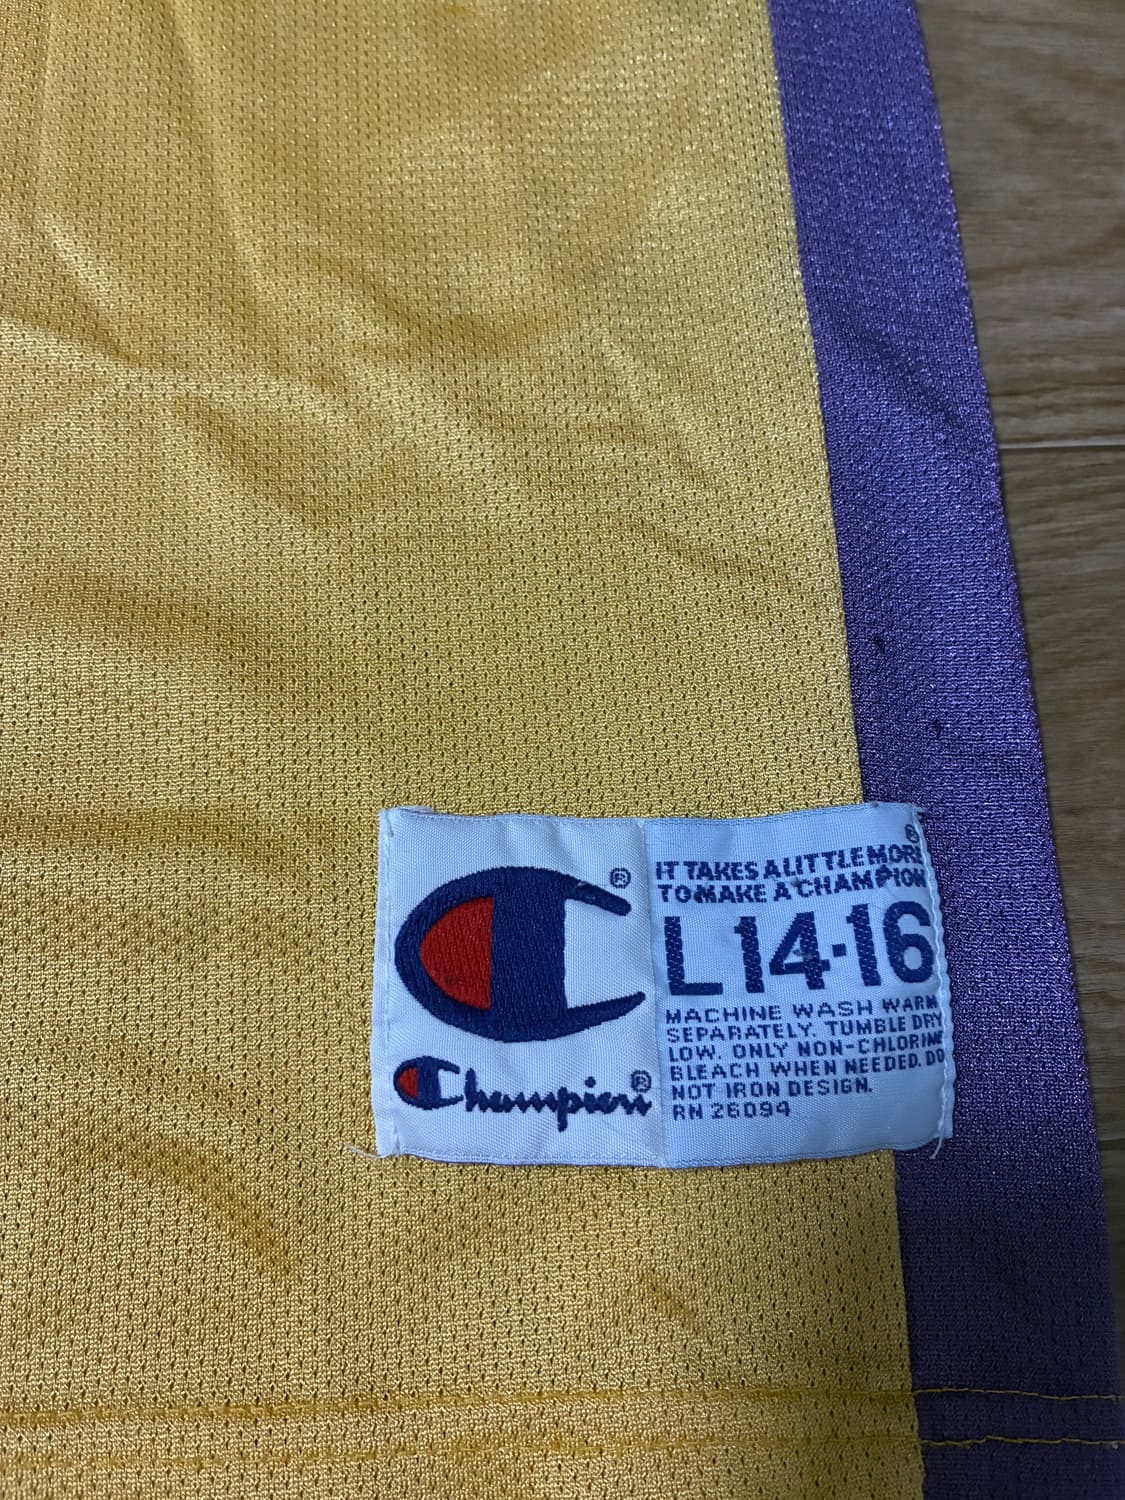 ®
IT TAKES A LITTLE MORE
TO MAKE A CHAMPION
L 14-16
MACHINE WASH WARM
SEPARATELY. TUMBLE DRY
LOW. ONLY NON-CHLORINE
BLEACH WHEN NEEDED. DO
NOT IRON DESIGN.
RN 26094
®
Champion®